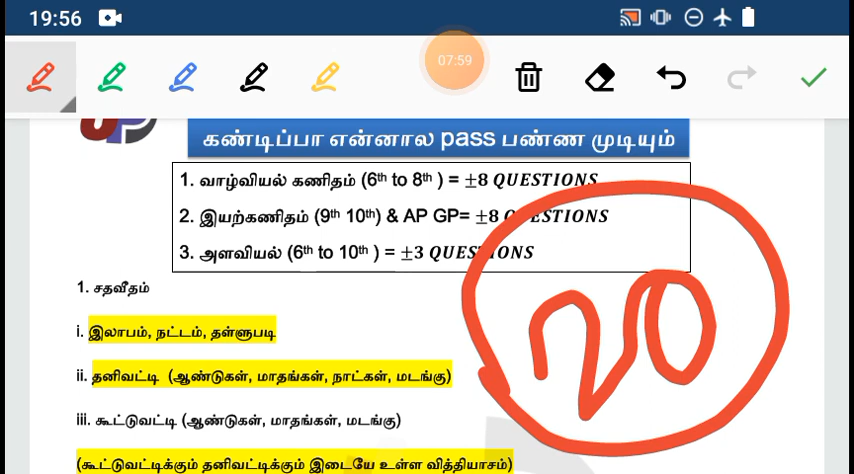 19:56
07:59
கண்டிப்பா என்னால pass பண்ண முடியும்
1. வாழ்வியல் கணிதம் (6th to 8th ) = ±8 QUESTIONS
2. இயற்கணிதம் (9th 10th) & AP GP= ±8 QUESTIONS
3. அளவியல் (6th to 10th ) = ±3 QUESTIONS
20
1. சதவீதம்
i. இலாபம், நட்டம், தள்ளுபடி
ii. தனிவட்டி (ஆண்டுகள், மாதங்கள், நாட்கள், மடங்கு)
iii. கூட்டுவட்டி (ஆண்டுகள், மாதங்கள், மடங்கு)
(கூட்டுவட்டிக்கும் தனிவட்டிக்கும் இடையே உள்ள வித்தியாசம்)